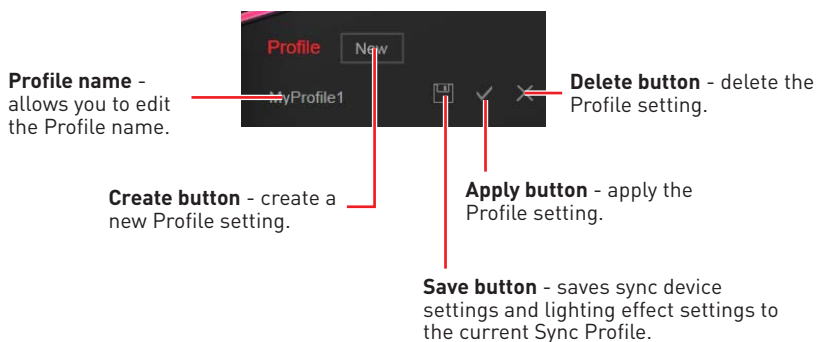 Profile New
MyProfile1
Profile name -
allows you to edit
the Profile name.
Delete button - delete the
Profile setting.
Create button - create a
new Profile setting.
Apply button - apply the
Profile setting.
Save button - saves sync device
settings and lighting effect settings to
the current Sync Profile.